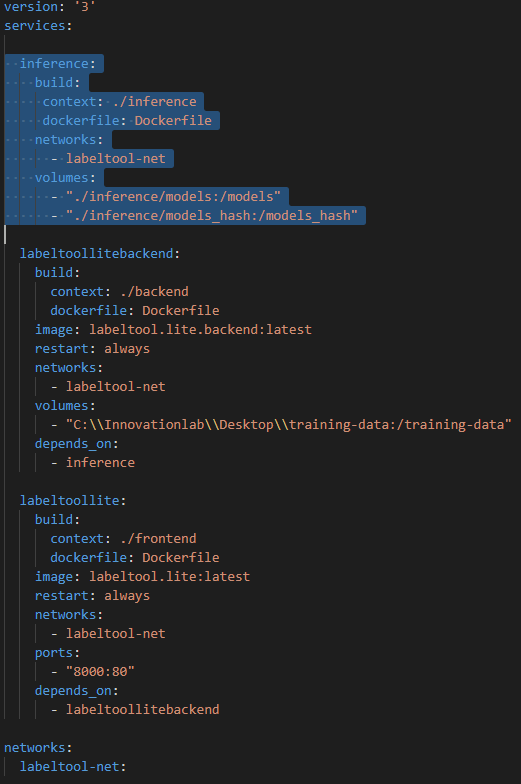 version: '3'
services:
  inference:
    build:
     context: ./inference
     dockerfile: Dockerfile
    networks:
      - labeltool-net
    volumes:
      - "./inference/models:/models"
      - "./inference/models_hash:/models_hash"
  labeltoollitebackend:
    build:
      context: ./backend
      dockerfile: Dockerfile
    image: labeltool.lite.backend:latest
    restart: always
    networks:
      - labeltool-net
    volumes:
      - "C:\\Innovationlab\\Desktop\\training-data:/training-data"
    depends_on:
      - inference
  labeltoollite:
    build:
      context: ./frontend
      dockerfile: Dockerfile
    image: labeltool.lite:latest
    restart: always
    networks:
      - labeltool-net
    ports:
      - "8000:80"
    depends_on:
      - labeltoollitebackend
networks:
  labeltool-net: